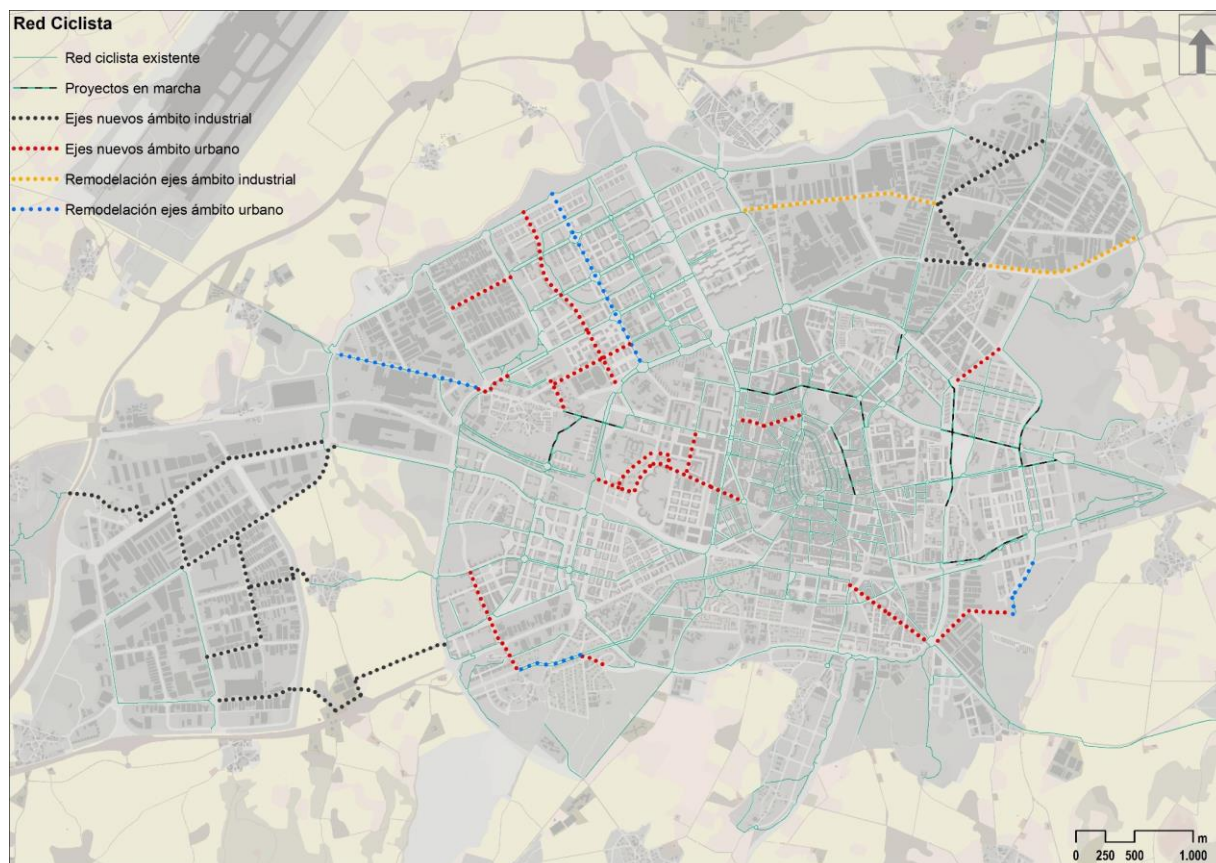 Red Ciclista
Red ciclista existente
Proyectos en marcha
Ejes nuevos ámbito industrial
Ejes nuevos ámbito urbano
Remodelación ejes ámbito industrial
Remodelación ejes ámbito urbano
m
0 250 500 1.000